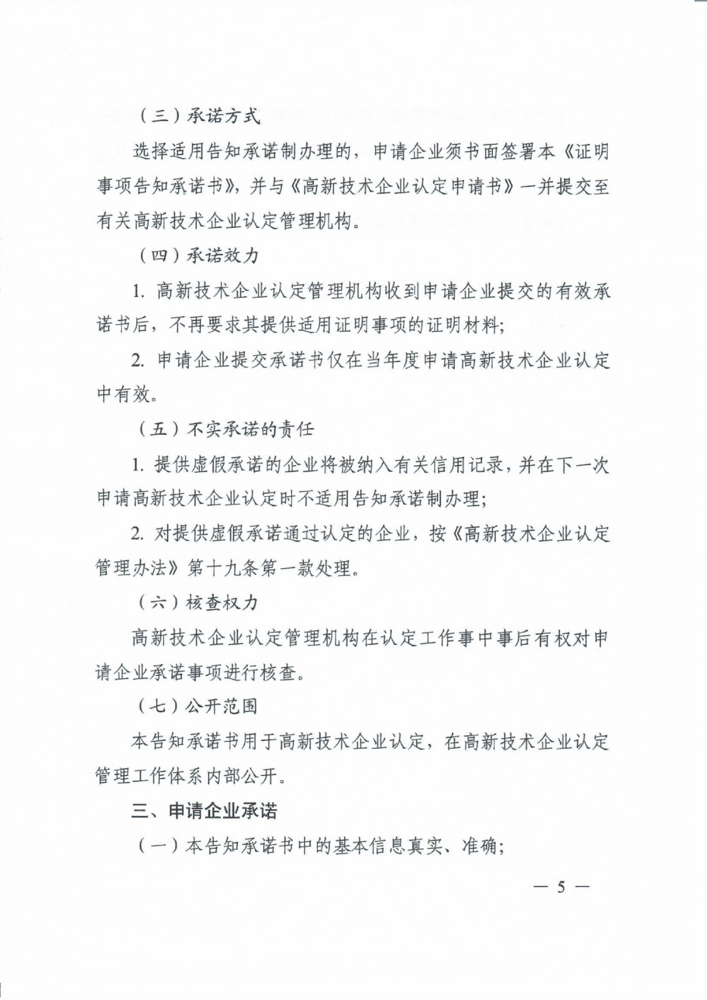 （三）承诺方式
选择适用告知承诺制办理的，申请企业须书面签署本《证明
事项告知承诺书》，并与《高新技术企业认定申请书》一并提交至
有关高新技术企业认定管理机构。
（四）承诺效力
1. 高新技术企业认定管理机构收到申请企业提交的有效承
诺书后，不再要求其提供适用证明事项的证明材料；
2. 申请企业提交承诺书仅在当年度申请高新技术企业认定
中有效。
（五）不实承诺的责任
1. 提供虚假承诺的企业将被纳入有关信用记录，并在下一次
申请高新技术企业认定时不适用告知承诺制办理；
2. 对提供虚假承诺通过认定的企业，按《高新技术企业认定
管理办法》第十九条第一款处理。
（六）核查权力
高新技术企业认定管理机构在认定工作事中事后有权对申
请企业承诺事项进行核查。
（七）公开范围
本告知承诺书用于高新技术企业认定，在高新技术企业认定
管理工作体系内部公开。
三、申请企业承诺
（一）本告知承诺书中的基本信息真实、准确；
— 5 —